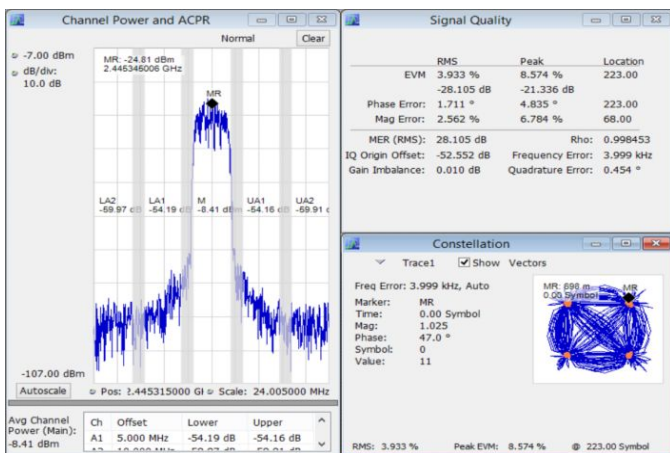 Channel Power and ACPR
Normal
Clear
-7.00 dBm
dB/div:
10.0 dB
MR: -24.81 dBm
2.445345006 GHz
MR
LA2 LA1 M UA1 UA2
-59.97 -54.19 -8.41 dBm -54.16 -59.91
-107.00 dBm
Autoscale
Pos: 2.445315000 GH Scale: 24.005000 MHz
Avg Channel
Power (Main):
-8.41 dBm
Ch Offset Lower Upper
A1 5.000 MHz -54.19 dB -54.16 dB
Signal Quality
RMS Peak Location
EVM 3.933 % 8.574 % 223.00
-28.105 dB -21.336 dB
Phase Error: 1.711 ° 4.835 ° 223.00
Mag Error: 2.562 % 6.784 % 68.00
MER (RMS): 28.105 dB Rho: 0.998453
IQ Origin Offset: -52.552 dB Frequency Error: 3.999 kHz
Gain Imbalance: 0.010 dB Quadrature Error: 0.454 °
Constellation
Trace1 Show Vectors
Freq Error: 3.999 kHz, Auto
Marker: MR
Time: 0.00 Symbol
Mag: 1.025
Phase: 47.0 °
Symbol: 0
Value: 11
MR: 698 m
0.00 Symbol
MR
RMS: 3.933 % Peak EVM: 8.574 % @ 223.00 Symbol